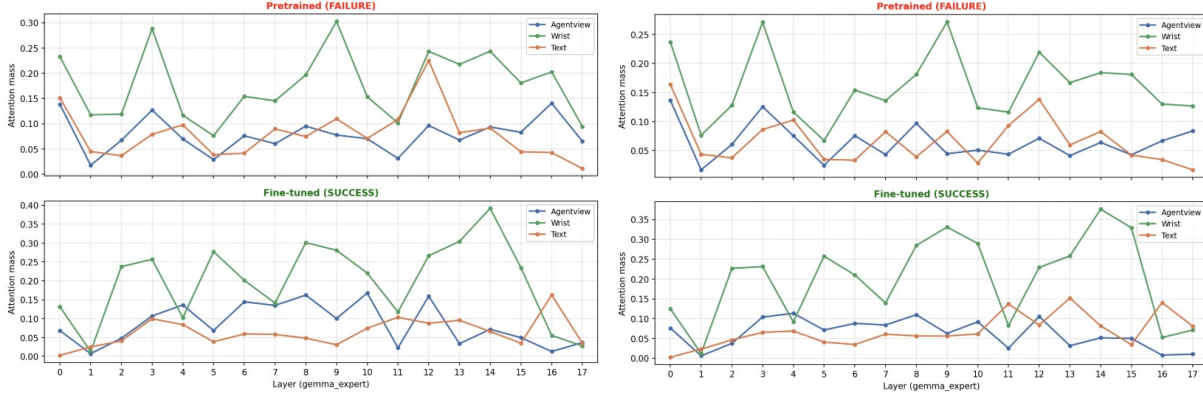 Pretrained (FAILURE)
Attention mass
0.30
0.25
0.20
0.15
0.10
0.05
0.00
Agentview
Wrist
Text
Fine-tuned (SUCCESS)
Attention mass
0.40
0.35
0.30
0.25
0.20
0.15
0.10
0.05
0.00
Agentview
Wrist
Text
0 1 2 3 4 5 6 7 8 9 10 11 12 13 14 15 16 17
Layer (gemma_expert)
Pretrained (FAILURE)
Attention mass
0.25
0.20
0.15
0.10
0.05
Agentview
Wrist
Text
Fine-tuned (SUCCESS)
Attention mass
0.35
0.30
0.25
0.20
0.15
0.10
0.05
0.00
Agentview
Wrist
Text
0 1 2 3 4 5 6 7 8 9 10 11 12 13 14 15 16 17
Layer (gemma_expert)